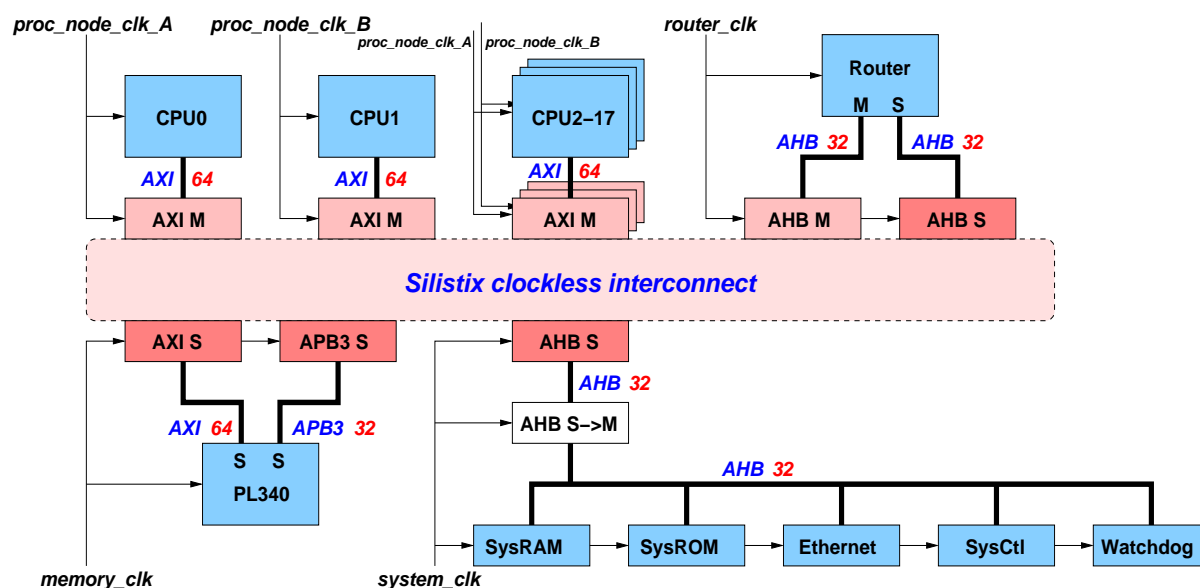 proc_node_clk_A
proc_node_clk_B
proc_node_clk_A
proc_node_clk_B
router_clk
CPU0
CPU1
CPU2–17
Router
M S
AXI 64
AXI 64
AXI 64
AHB 32
AHB 32
AXI M
AXI M
AXI M
AHB M
AHB S
Silistix clockless interconnect
AXI S
APB3 S
AHB S
AHB 32
AHB S–>M
AXI 64
APB3 32
S S
PL340
AHB 32
SysRAM
SysROM
Ethernet
SysCtl
Watchdog
memory_clk
system_clk